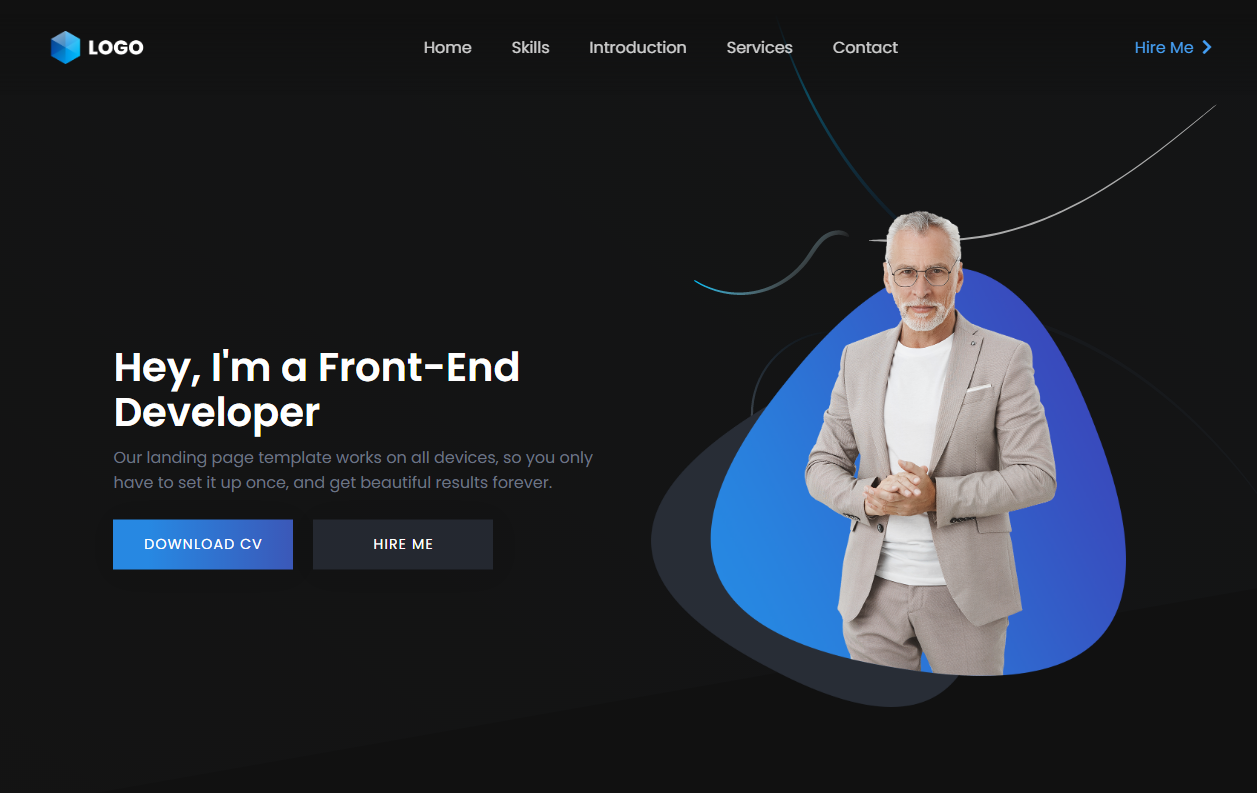 LOGO
Home Skills Introduction Services Contact
Hire Me
Hey, I'm a Front-End
Developer
Our landing page template works on all devices, so you only
have to set it up once, and get beautiful results forever.
DOWNLOAD CV
HIRE ME